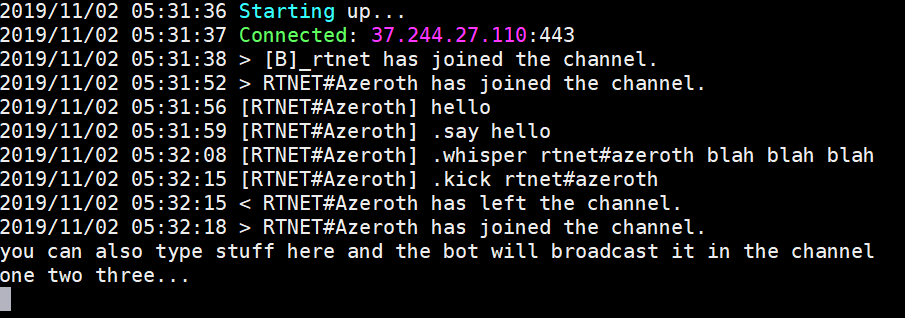 2019/11/02 05:31:36 Starting up...
2019/11/02 05:31:37 Connected: 37.244.27.110:443
2019/11/02 05:31:38 > [B]_rtnet has joined the channel.
2019/11/02 05:31:52 > RTNET#Azeroth has joined the channel.
2019/11/02 05:31:56 [RTNET#Azeroth] hello
2019/11/02 05:31:59 [RTNET#Azeroth] .say hello
2019/11/02 05:32:08 [RTNET#Azeroth] .whisper rtnet#azeroth blah blah blah
2019/11/02 05:32:15 [RTNET#Azeroth] .kick rtnet#azeroth
2019/11/02 05:32:15 < RTNET#Azeroth has left the channel.
2019/11/02 05:32:18 > RTNET#Azeroth has joined the channel.
you can also type stuff here and the bot will broadcast it in the channel
one two three...